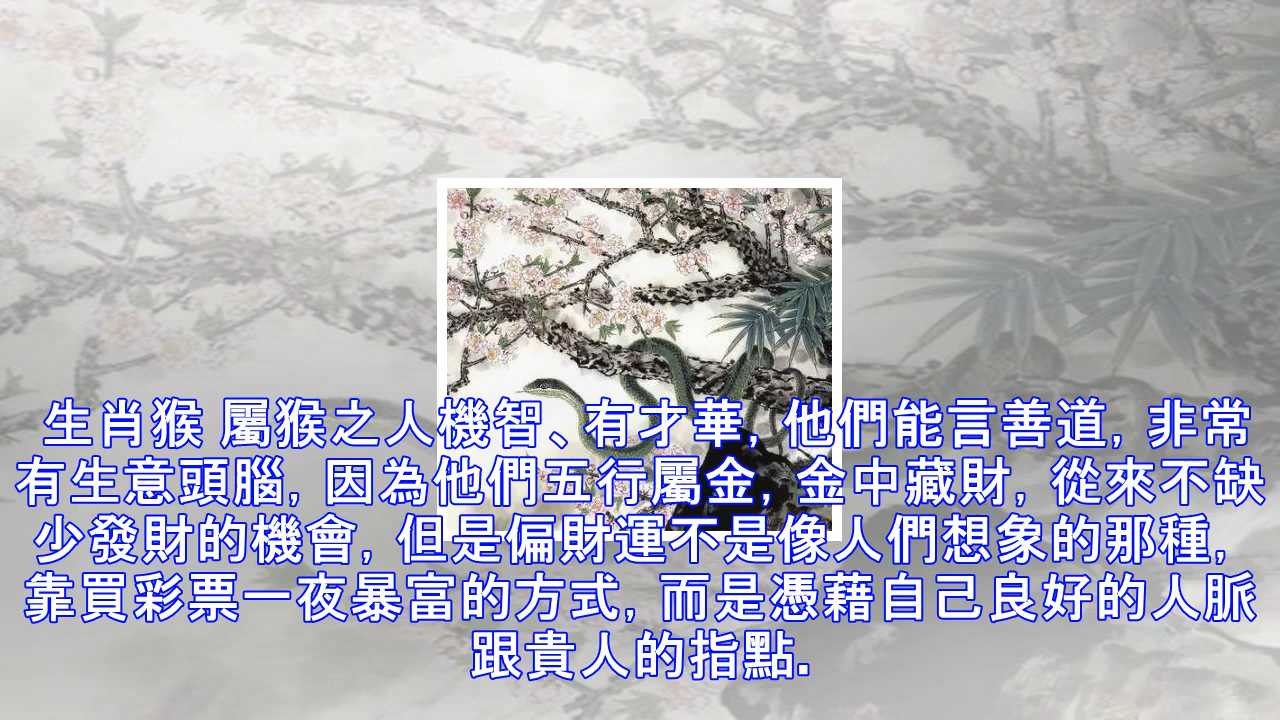 生肖猴 屬猴之人機智、有才華, 他們能言善道, 非常
有生意頭腦, 因為他們五行屬金, 金中藏財, 從來不缺
少發財的機會, 但是偏財運不是像人們想象的那種,
靠買彩票一夜暴富的方式, 而是憑藉自己良好的人脈
跟貴人的指點.